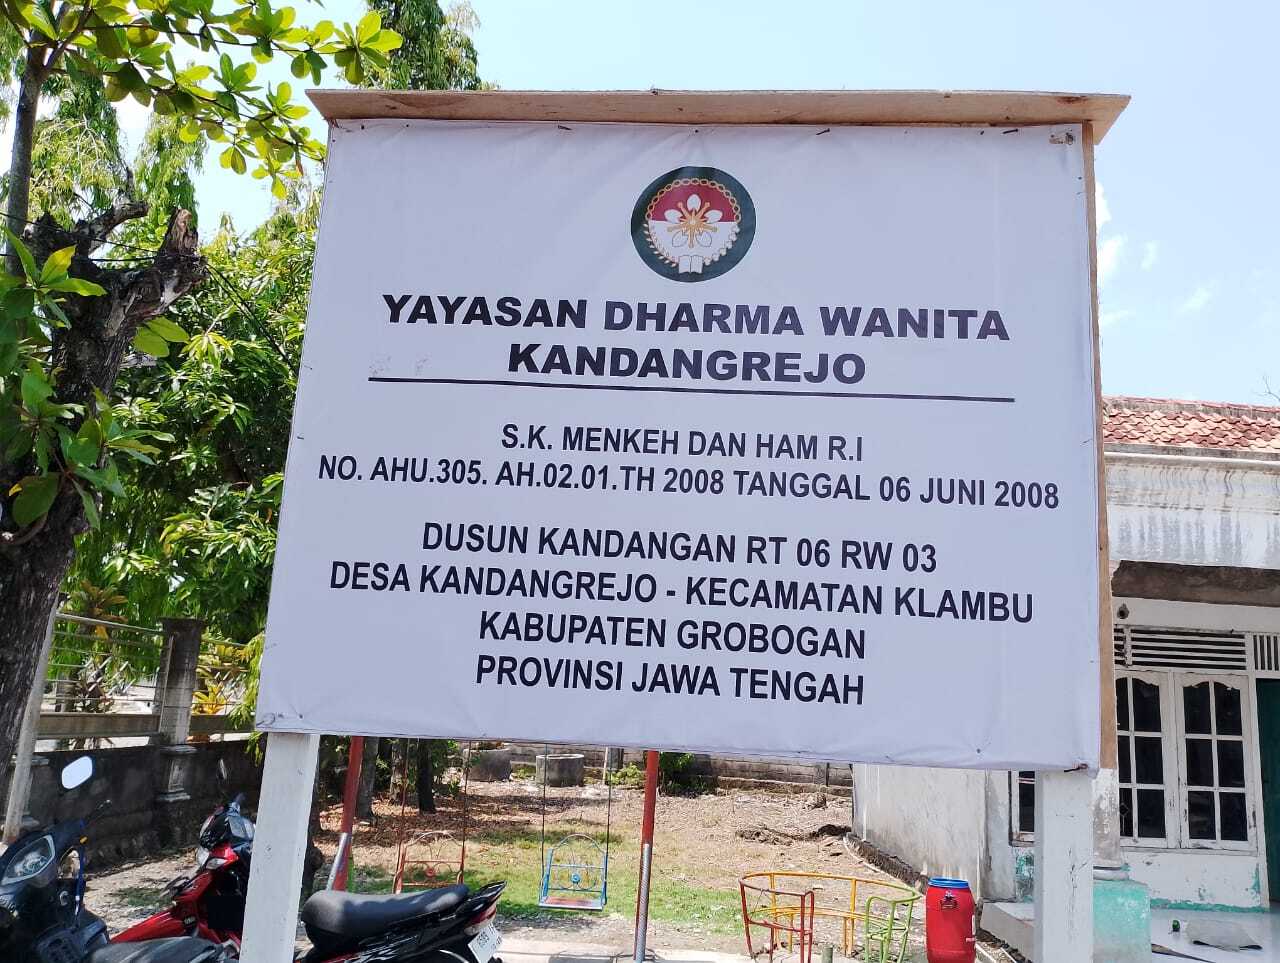 YAYASAN DHARMA WANITA
KANDANGREJO
S.K. MENKEH DAN HAM R.I
NO. AHU.305. AH.02.01.TH 2008 TANGGAL 06 JUNI 2008
DUSUN KANDANGAN RT 06 RW 03
DESA KANDANGREJO - KECAMATAN KLAMBU
KABUPATEN GROBOGAN
PROVINSI JAWA TENGAH